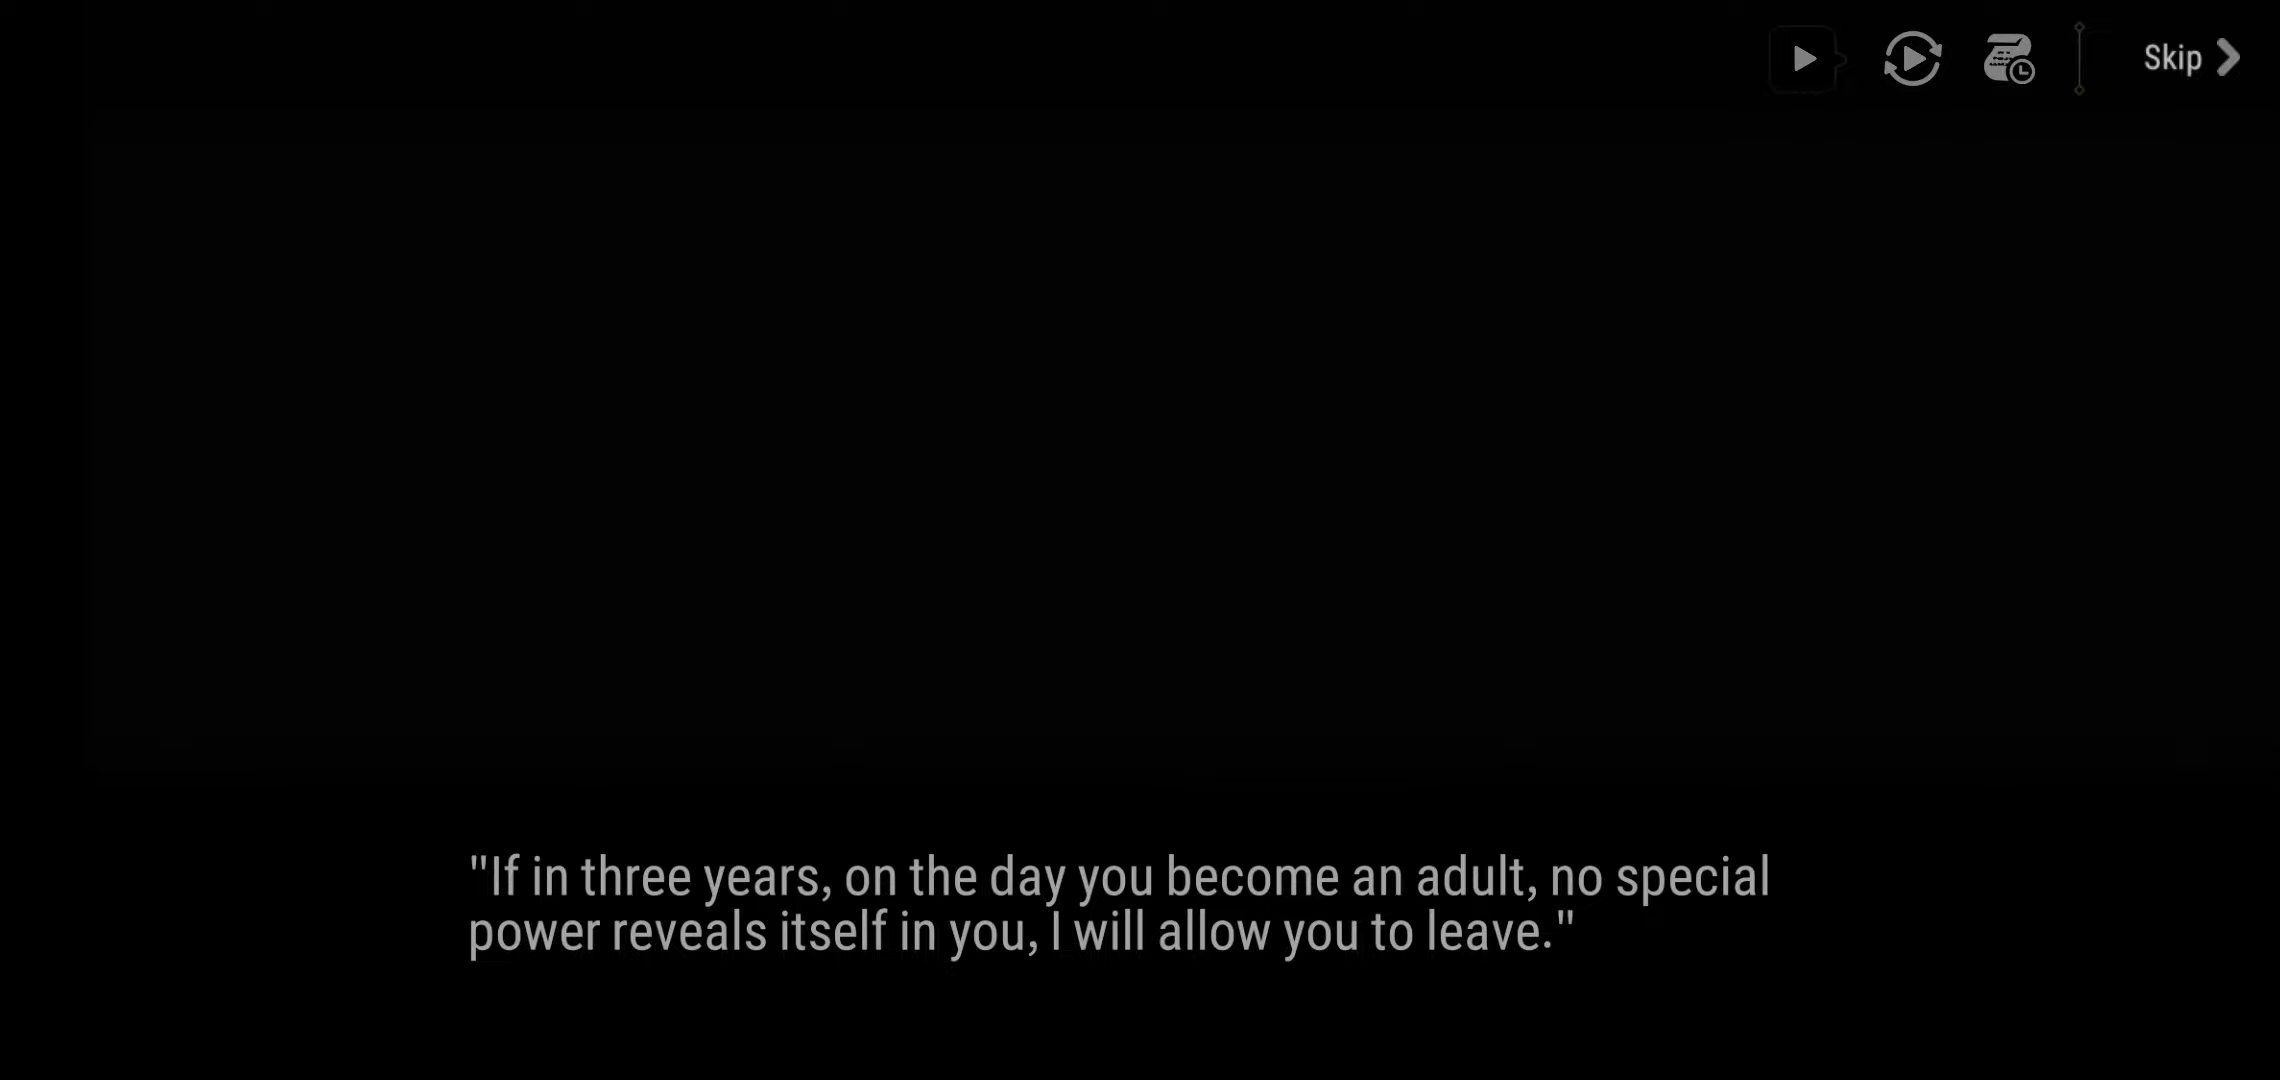 Skip
"If in three years, on the day you become an adult, no special
power reveals itself in you, I will allow you to leave."